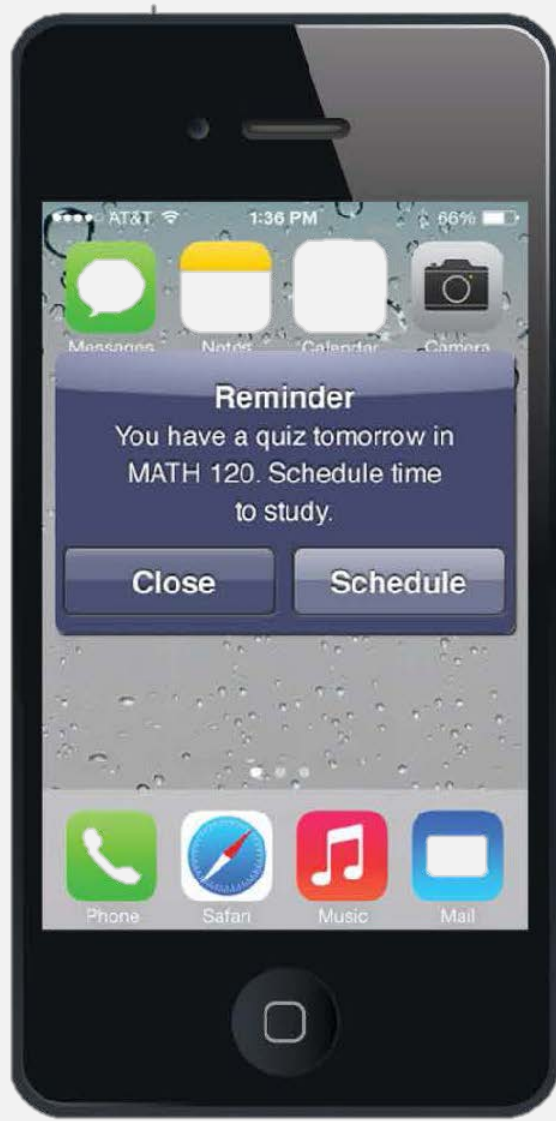 AT&T 1:36 PM 66%
Messages Notes Calendar Camera
Reminder
You have a quiz tomorrow in
MATH 120. Schedule time
to study.
Close Schedule
Phone Safari Music Mail